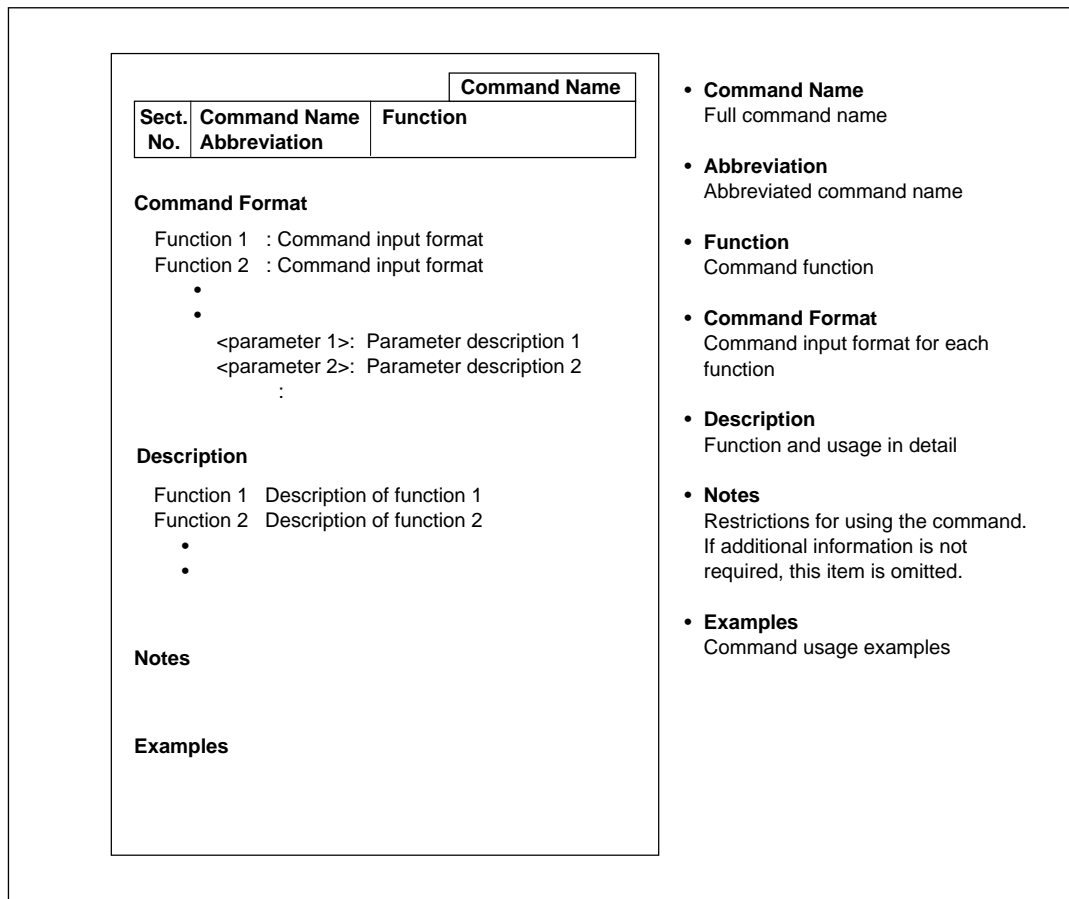 Command Name
Sect. Command Name Function
No. Abbreviation
Command Format
Function 1 : Command input format
Function 2 : Command input format
•
•
<parameter 1>: Parameter description 1
<parameter 2>: Parameter description 2
:
Description
Function 1 Description of function 1
Function 2 Description of function 2
•
•
Notes
Examples
• Command Name
Full command name
• Abbreviation
Abbreviated command name
• Function
Command function
• Command Format
Command input format for each
function
• Description
Function and usage in detail
• Notes
Restrictions for using the command.
If additional information is not
required, this item is omitted.
• Examples
Command usage examples